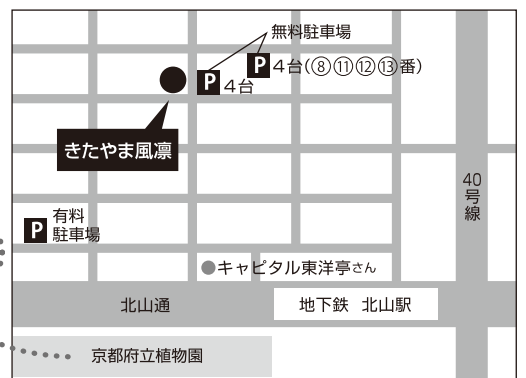 無料駐車場
P 4台(⑧⑪⑫⑬番)
P 4台
きたやま風凛
40号線
P 有料
駐車場
キャピタル東洋亭さん
北山通
地下鉄 北山駅
京都府立植物園